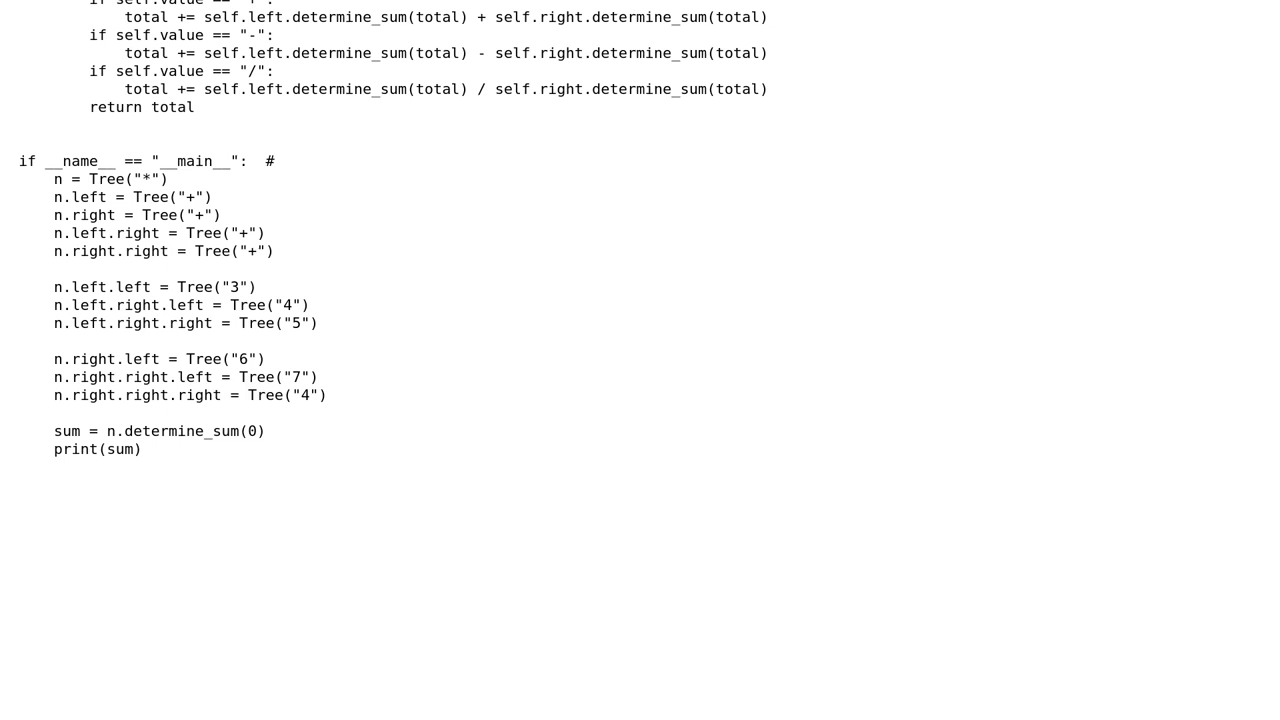 if self.value == "+":
            total += self.left.determine_sum(total) + self.right.determine_sum(total)
        if self.value == "-":
            total += self.left.determine_sum(total) - self.right.determine_sum(total)
        if self.value == "/":
            total += self.left.determine_sum(total) / self.right.determine_sum(total)
        return total
if __name__ == "__main__":  #
    n = Tree("*")
    n.left = Tree("+")
    n.right = Tree("+")
    n.left.right = Tree("+")
    n.right.right = Tree("+")
    n.left.left = Tree("3")
    n.left.right.left = Tree("4")
    n.left.right.right = Tree("5")
    n.right.left = Tree("6")
    n.right.right.left = Tree("7")
    n.right.right.right = Tree("4")
    sum = n.determine_sum(0)
    print(sum)